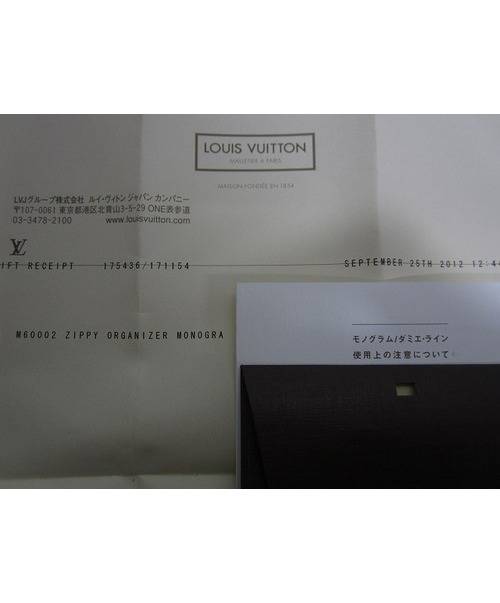 LOUIS VUITTON
MALLETIER À PARIS
MAISON FONDÉE EN 1854
LVJグループ株式会社 ルイ・ヴィトン ジャパン カンパニー
〒107-0061 東京都港区北青山3-5-29 ONE表参道
03-3478-2100 www.louisvuitton.com
LV
IFT RECEIPT 175436/171154 SEPTEMBER 25TH 2012 12:4
M60002 ZIPPY ORGANIZER MONOGRA
モノグラム/ダミエ・ライン
使用上の注意について